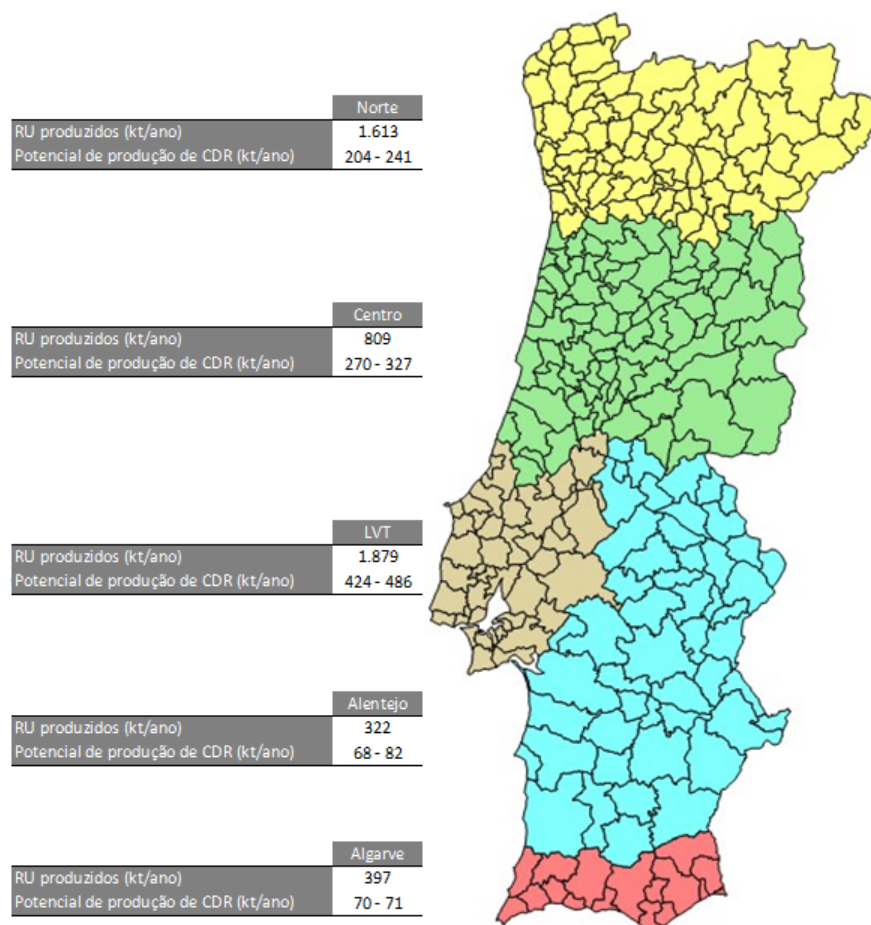 Norte
RU produzidos (kt/ano) 1.613
Potencial de produção de CDR (kt/ano) 204 - 241
Centro
RU produzidos (kt/ano) 809
Potencial de produção de CDR (kt/ano) 270 - 327
LVT
RU produzidos (kt/ano) 1.879
Potencial de produção de CDR (kt/ano) 424 - 486
Alentejo
RU produzidos (kt/ano) 322
Potencial de produção de CDR (kt/ano) 68 - 82
Algarve
RU produzidos (kt/ano) 397
Potencial de produção de CDR (kt/ano) 70 - 71